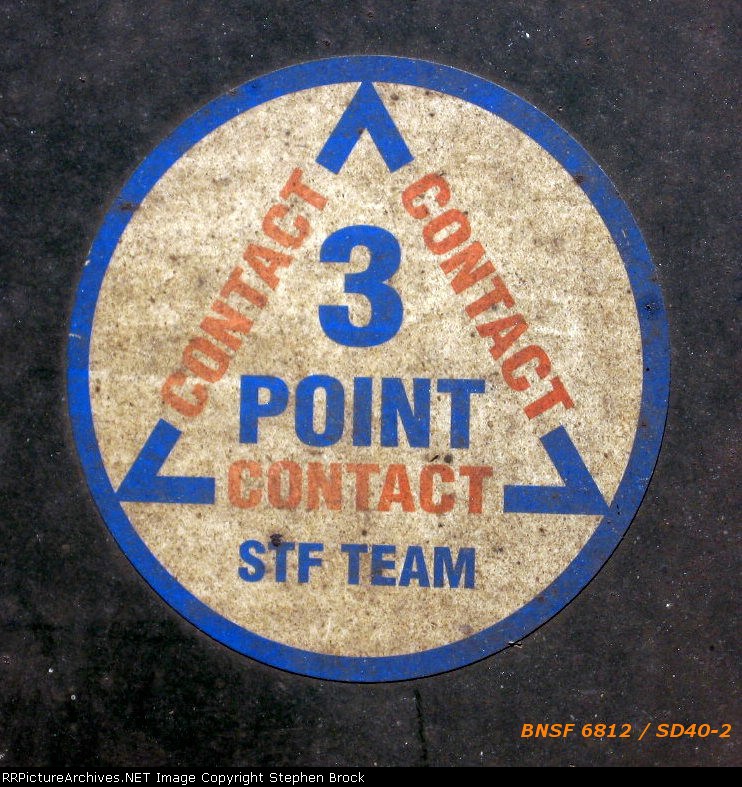 CONTACT
CONTACT
3
POINT
CONTACT
STF TEAM
BNSF 6812 / SD40-2
RRPictureArchives.NET Image Copyright Stephen Brock